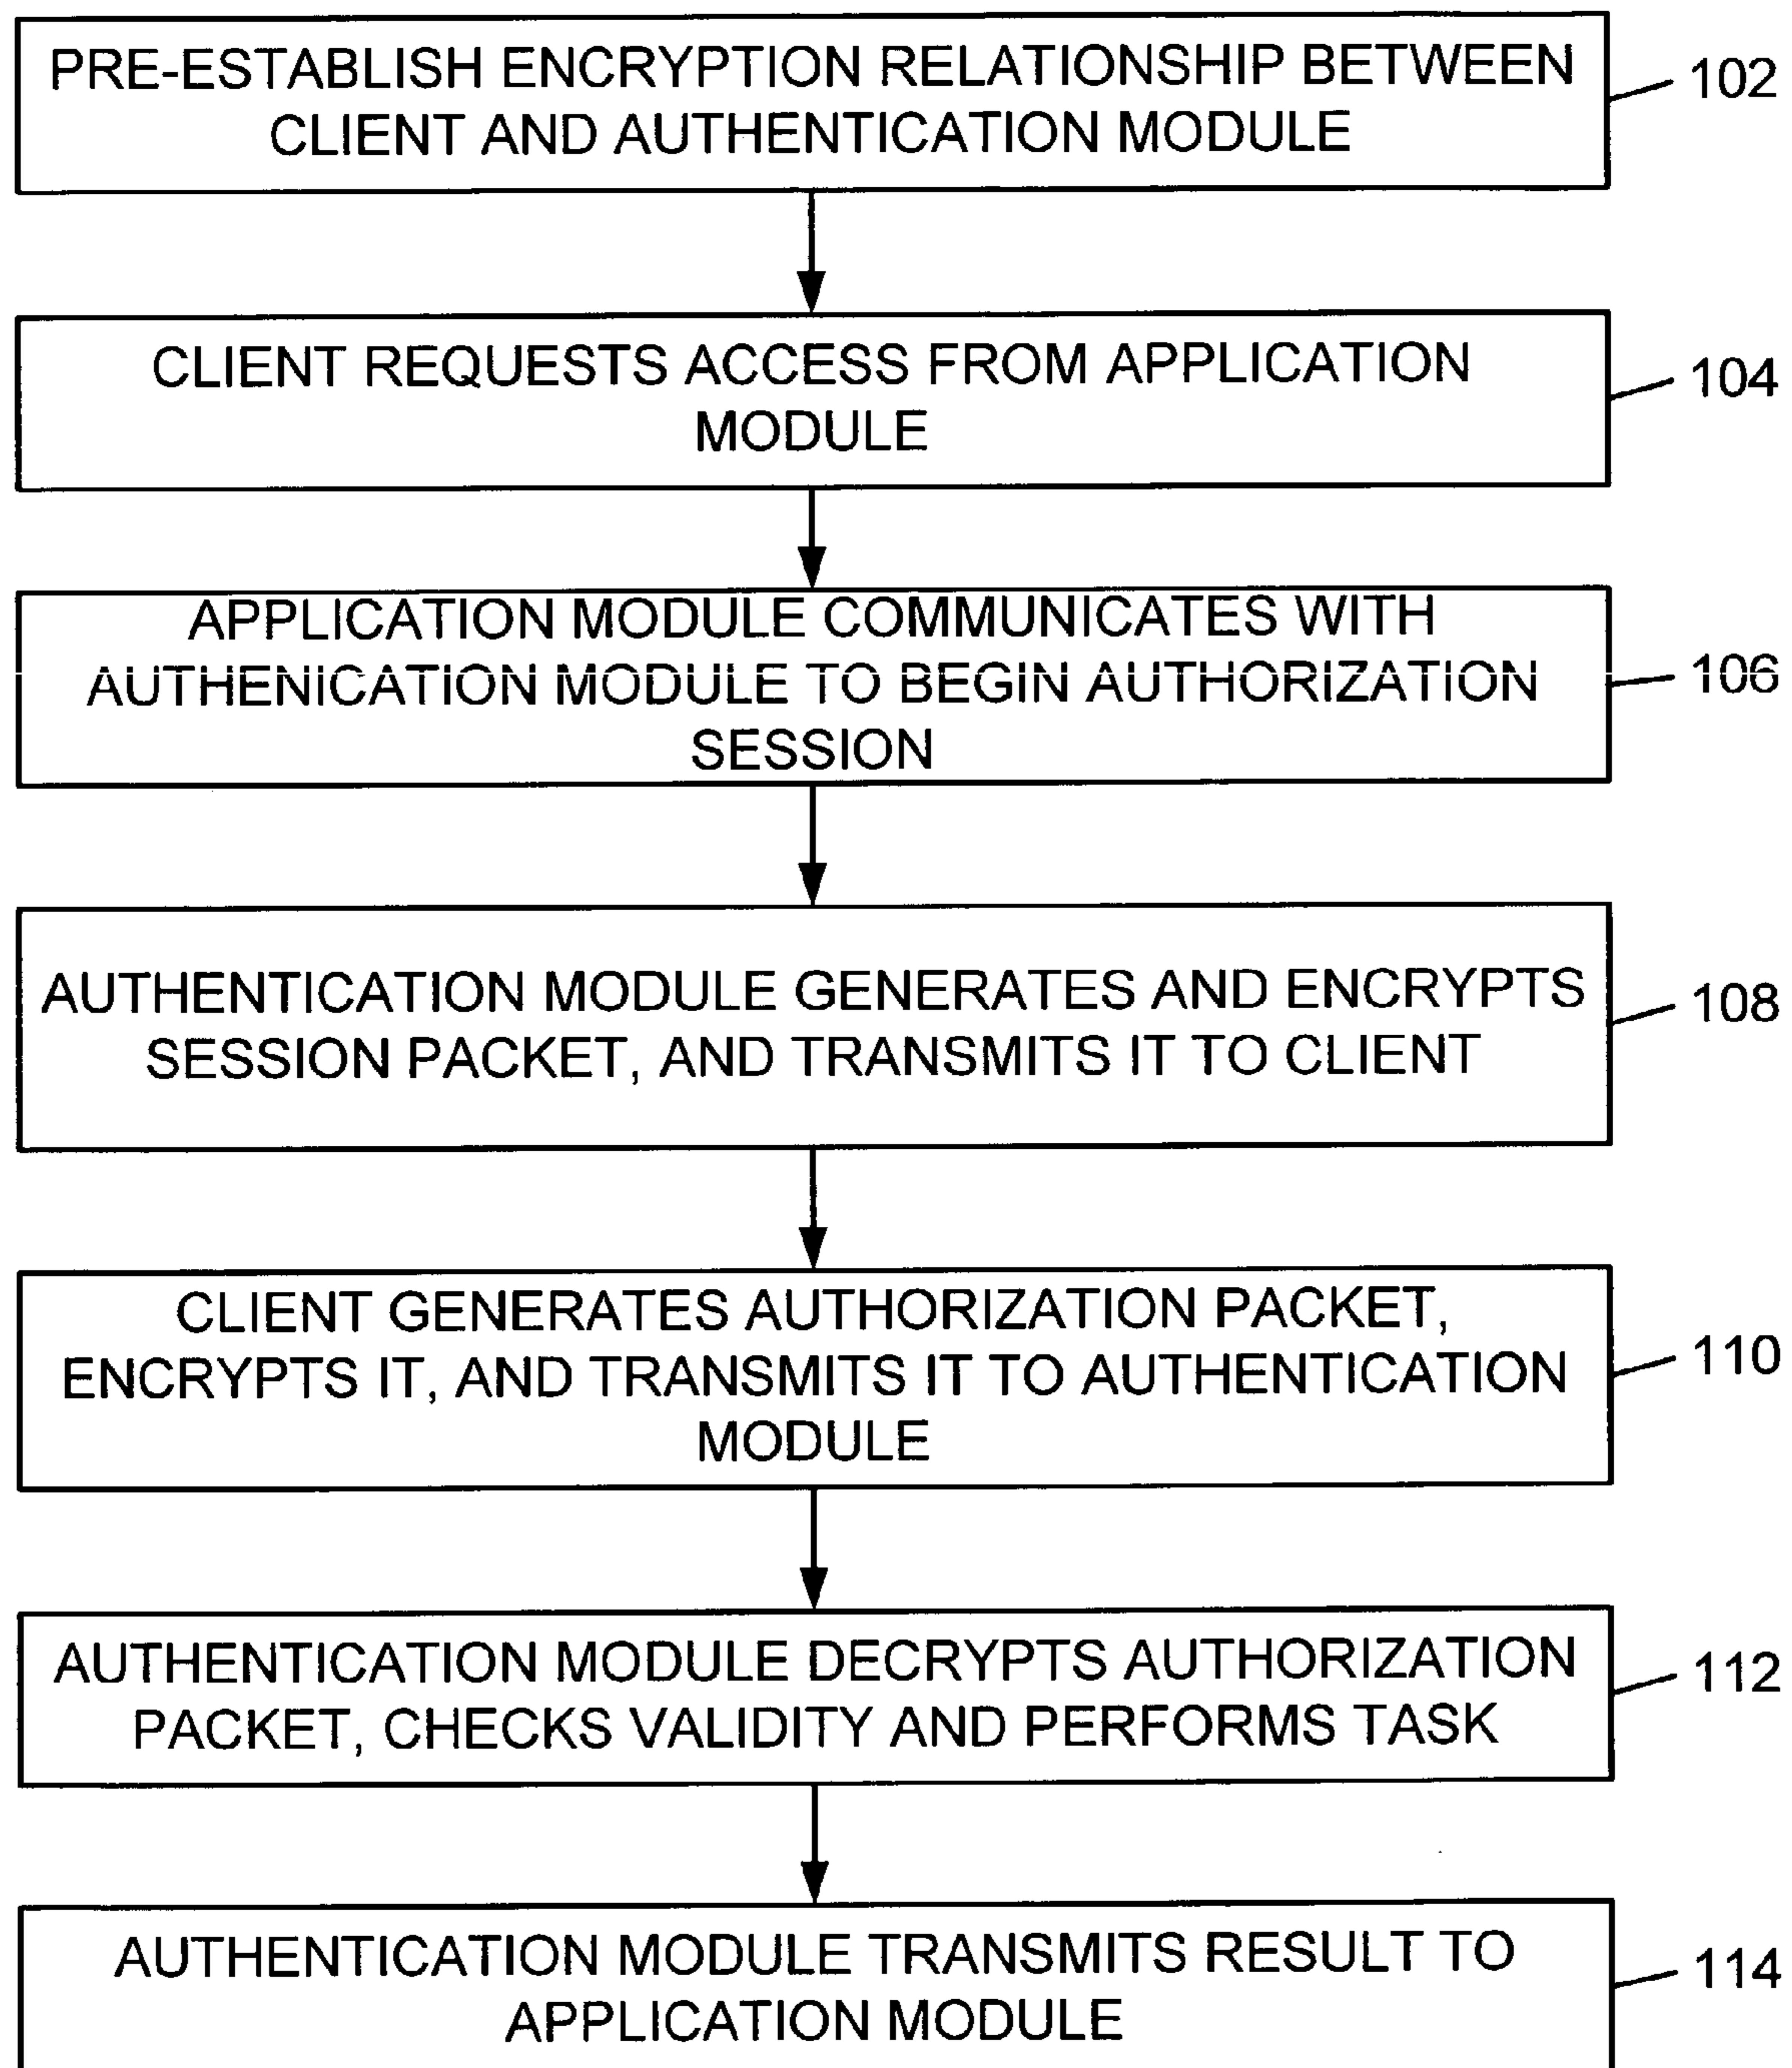 PRE-ESTABLISH ENCRYPTION RELATIONSHIP BETWEEN
CLIENT AND AUTHENTICATION MODULE
102
CLIENT REQUESTS ACCESS FROM APPLICATION
MODULE
104
APPLICATION MODULE COMMUNICATES WITH
AUTHENICATION MODULE TO BEGIN AUTHORIZATION
SESSION
106
AUTHENTICATION MODULE GENERATES AND ENCRYPTS
SESSION PACKET, AND TRANSMITS IT TO CLIENT
108
CLIENT GENERATES AUTHORIZATION PACKET,
ENCRYPTS IT, AND TRANSMITS IT TO AUTHENTICATION
MODULE
110
AUTHENTICATION MODULE DECRYPTS AUTHORIZATION
PACKET, CHECKS VALIDITY AND PERFORMS TASK
112
AUTHENTICATION MODULE TRANSMITS RESULT TO
APPLICATION MODULE
114